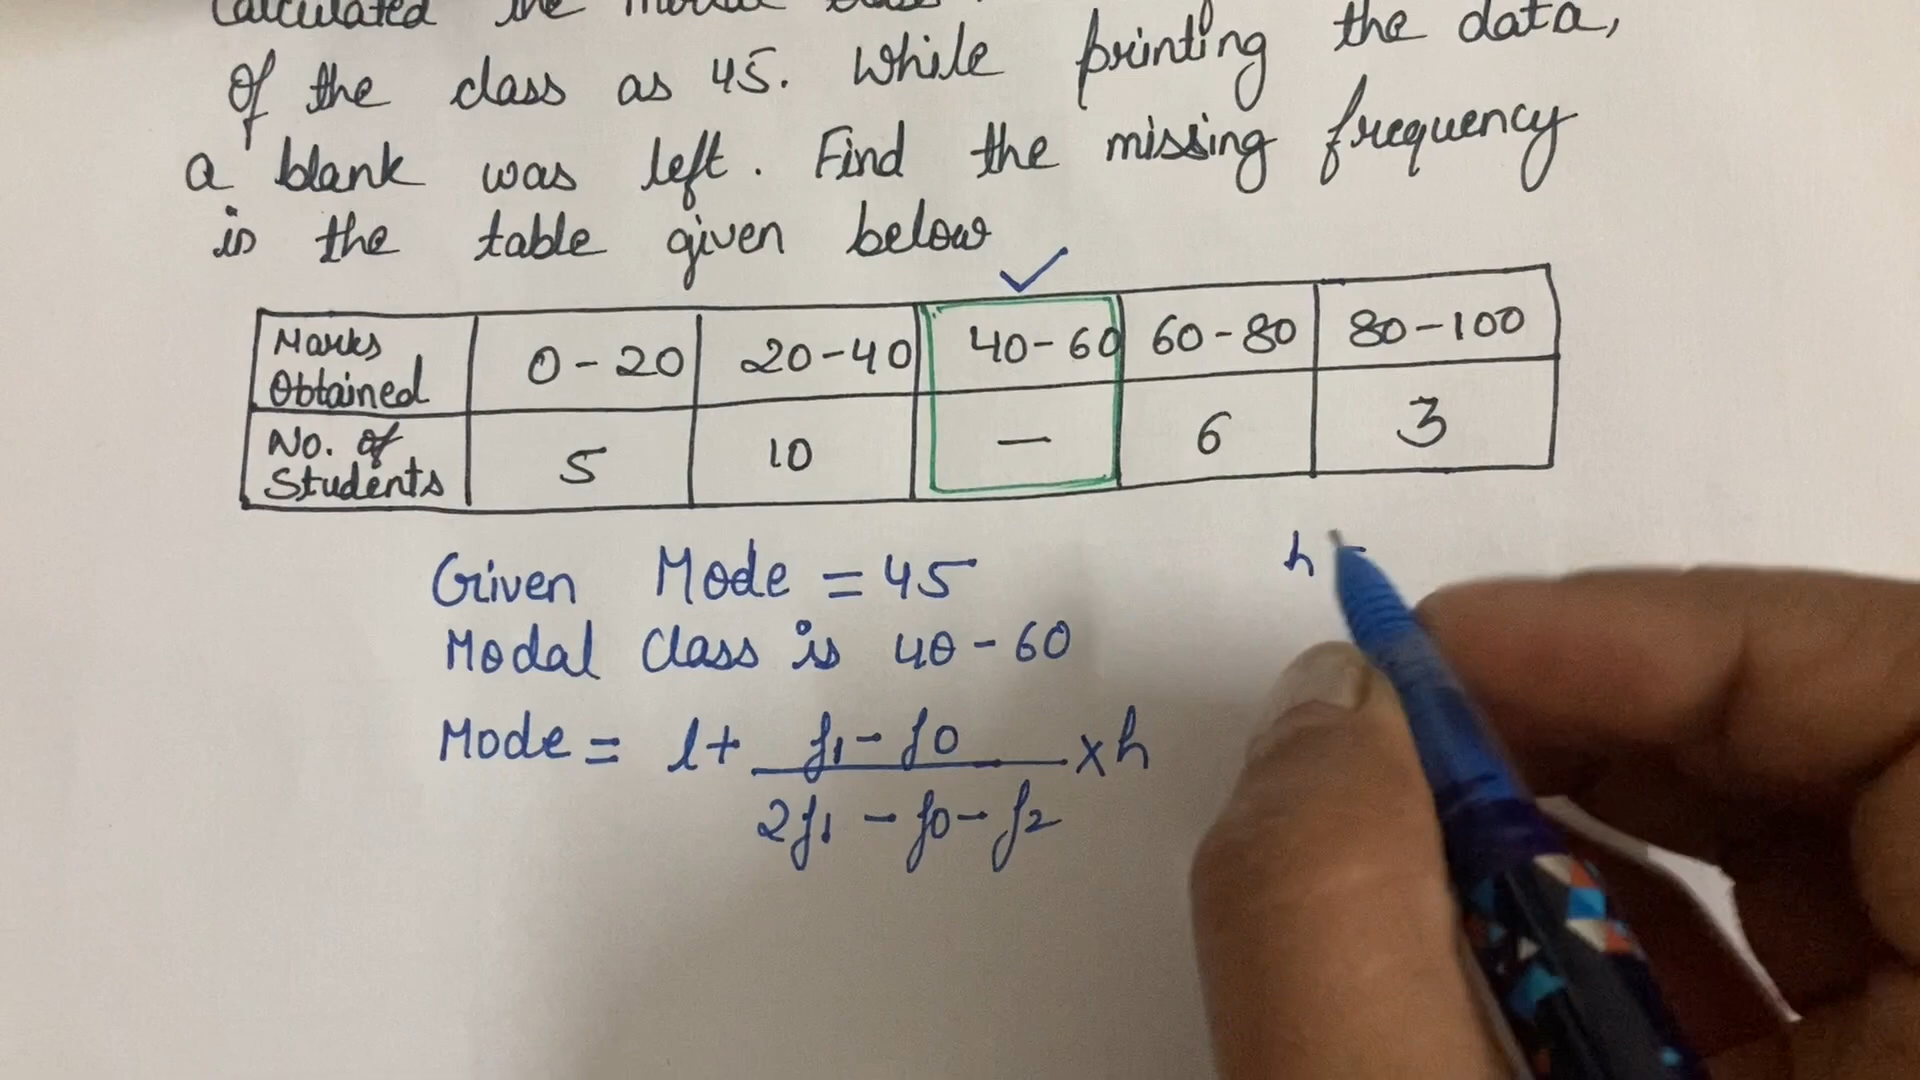 Calculated the
of the class as 45. While printing the data,
a blank was left. Find the missing frequency
in the table given below
✓
Marks Obtained 0-20 20-40 40-60 60-80 80-100
No. of Students 5 10 — 6 3
Given Mode = 45
h
Modal Class is 40-60
Mode = l + f1 - f0 / 2f1 - f0 - f2 × h